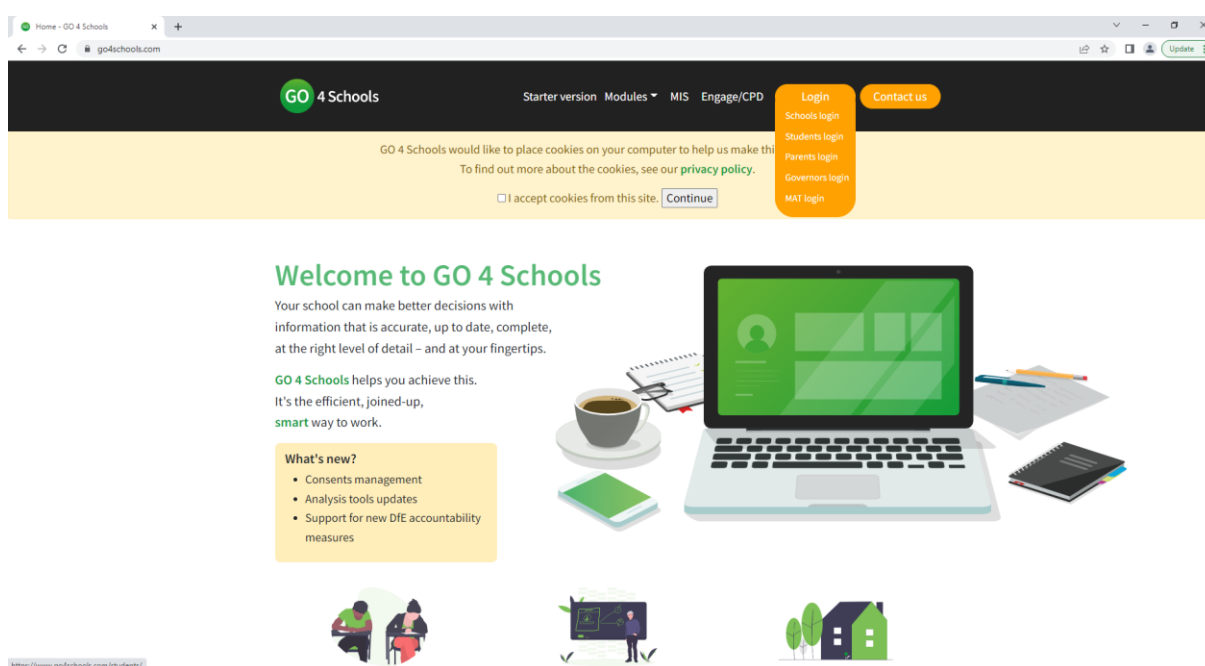 Home - GO 4 Schools
go4schools.com
Update
GO 4 Schools
Starter version Modules MIS Engage/CPD Login Contact us
Schools login
Students login
Parents login
Governors login
MAT login
GO 4 Schools would like to place cookies on your computer to help us make thi
To find out more about the cookies, see our privacy policy.
I accept cookies from this site. Continue
Welcome to GO 4 Schools
Your school can make better decisions with
information that is accurate, up to date, complete,
at the right level of detail – and at your fingertips.
GO 4 Schools helps you achieve this.
It's the efficient, joined-up,
smart way to work.
What's new?
• Consents management
• Analysis tools updates
• Support for new DfE accountability
measures
https://www.go4schools.com/students/